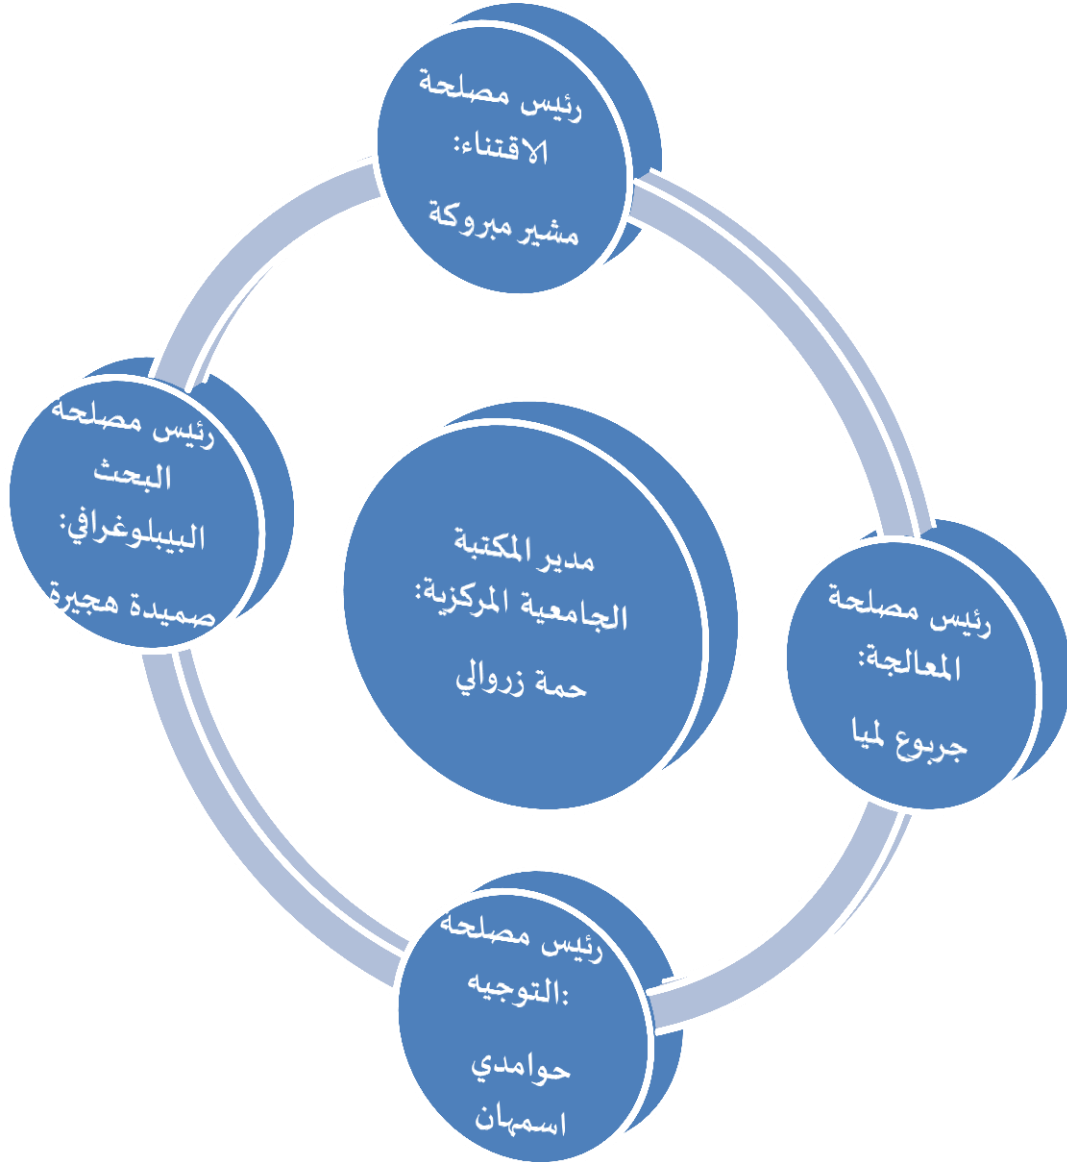 رئيس مصلحة
الاقتناء:
مشير مبروكة
رئيس مصلحة
البحث
البيبلوغرافي:
صميدة هجيرة
مدير المكتبة
الجامعية المركزية:
حمة زروالي
رئيس مصلحة
المعالجة:
جربوع لميا
رئيس مصلحة
:التوجيه
حوامدي
اسمهان